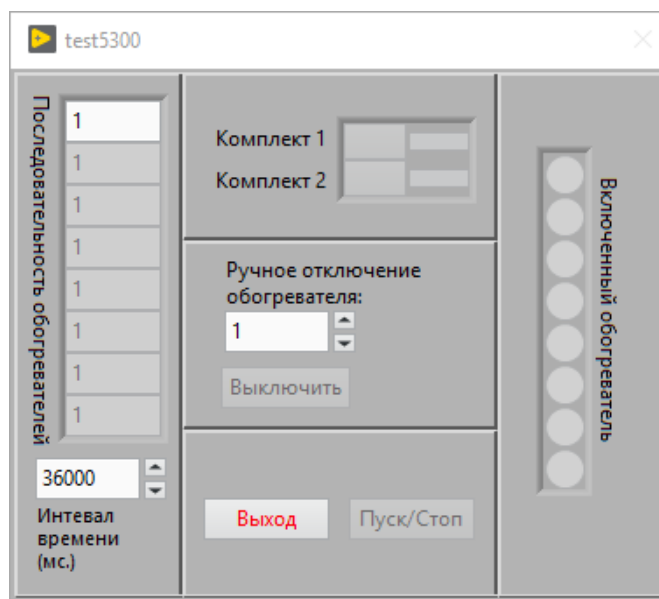 test5300
Последовательность обогревателей
1
1
1
1
1
1
1
1
36000
Интевал
времени
(мс.)
Комплект 1
Комплект 2
Ручное отключение
обогревателя:
1
Выключить
Выход Пуск/Стоп
Включенный обогреватель